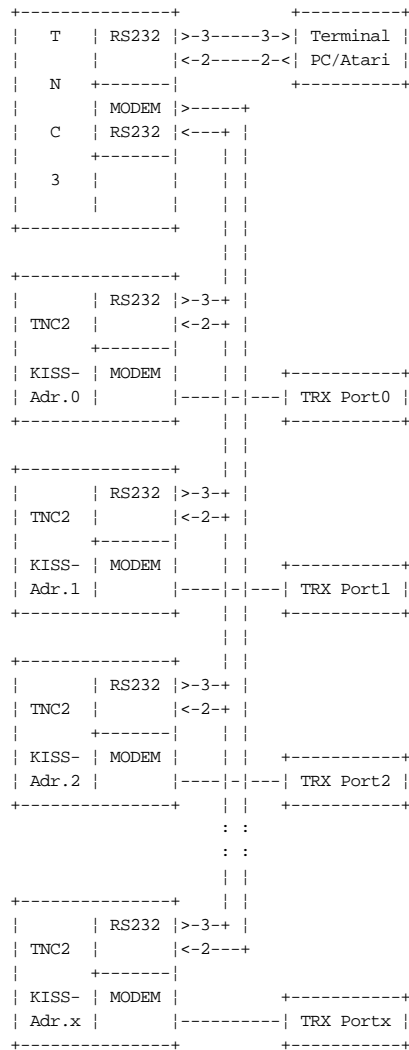 +---------------+ +----------+
¦ T ¦ RS232 ¦>-3-----3->¦ Terminal ¦
¦ ¦ ¦<-2-----2-<¦ PC/Atari ¦
¦ N +-------¦ +----------+
¦ ¦ MODEM ¦>-----+
¦ C ¦ RS232 ¦<---+ ¦
¦ +-------¦ ¦ ¦
¦ 3 ¦ ¦ ¦ ¦
¦ ¦ ¦ ¦ ¦
+---------------+ ¦ ¦
¦ ¦
+---------------+ ¦ ¦
¦ ¦ RS232 ¦>-3-+ ¦
¦ TNC2 ¦ ¦<-2-+ ¦
¦ +-------¦ ¦ ¦
¦ KISS- ¦ MODEM ¦ ¦ ¦ +-----------+
¦ Adr.0 ¦ ¦----¦-¦---¦ TRX Port0 ¦
+---------------+ ¦ ¦ +-----------+
¦ ¦
+---------------+ ¦ ¦
¦ ¦ RS232 ¦>-3-+ ¦
¦ TNC2 ¦ ¦<-2-+ ¦
¦ +-------¦ ¦ ¦
¦ KISS- ¦ MODEM ¦ ¦ ¦ +-----------+
¦ Adr.1 ¦ ¦----¦-¦---¦ TRX Port1 ¦
+---------------+ ¦ ¦ +-----------+
¦ ¦
+---------------+ ¦ ¦
¦ ¦ RS232 ¦>-3-+ ¦
¦ TNC2 ¦ ¦<-2-+ ¦
¦ +-------¦ ¦ ¦
¦ KISS- ¦ MODEM ¦ ¦ ¦ +-----------+
¦ Adr.2 ¦ ¦----¦-¦---¦ TRX Port2 ¦
+---------------+ ¦ ¦ +-----------+
: :
: :
¦ ¦
+---------------+ ¦ ¦
¦ ¦ RS232 ¦>-3-+ ¦
¦ TNC2 ¦ ¦<-2---+
¦ +-------¦
¦ KISS- ¦ MODEM ¦ +-----------+
¦ Adr.x ¦ ¦----------¦ TRX Portx ¦
+---------------+ +-----------+